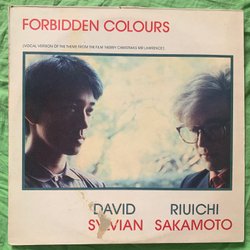 FORBIDDEN COLOURS
(VOCAL VERSION OF THE THEME FROM THE FILM 'MERRY CHRISTMAS MR LAWRENCE')
DAVID RIUICHI
SYLVIAN SAKAMOTO